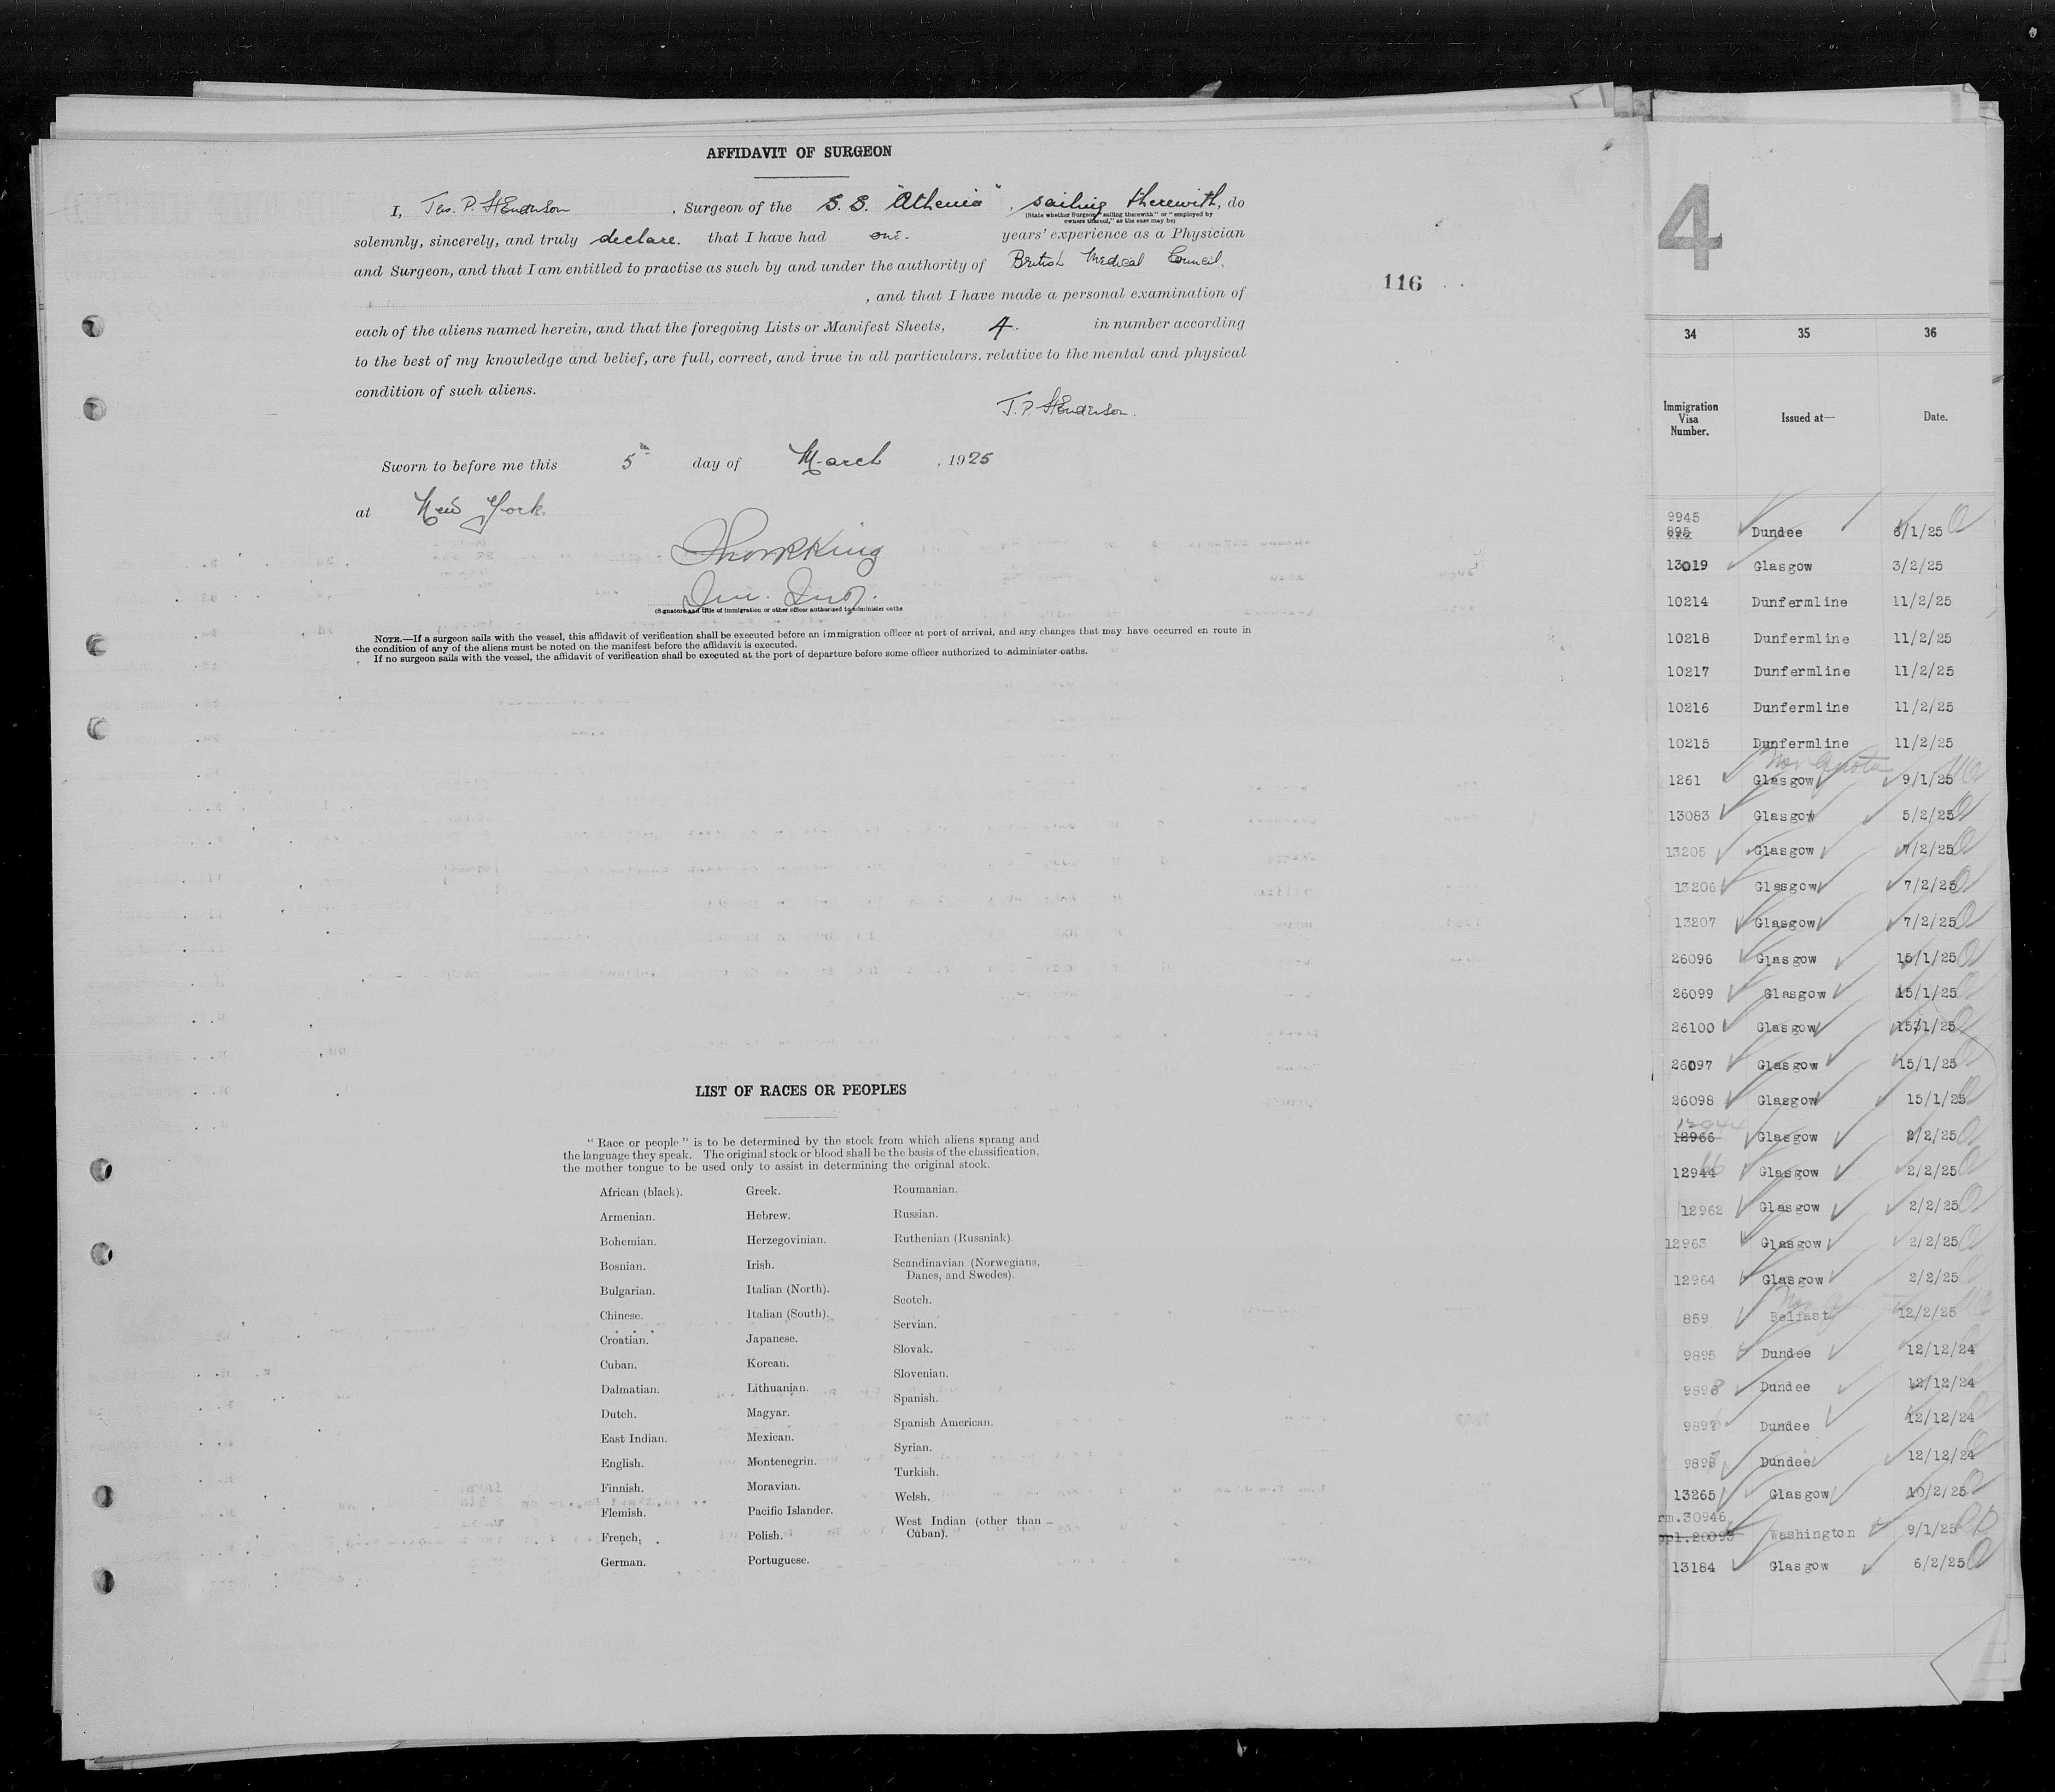 AFFIDAVIT OF SURGEON
I, Jas. P. Henderson, Surgeon of the S.S. "Athenia", sailing therewith, do
(State whether Surgeon "sailing therewith" or "employed by
owners thereof," as the case may be)
solemnly, sincerely, and truly declare. that I have had one. years' experience as a Physician
and Surgeon, and that I am entitled to practise as such by and under the authority of British Medical Council.
, and that I have made a personal examination of
each of the aliens named herein, and that the foregoing Lists or Manifest Sheets, 4. in number according
to the best of my knowledge and belief, are full, correct, and true in all particulars, relative to the mental and physical
condition of such aliens.
J. P. Henderson.
Sworn to before me this 5th day of March, 1925
at New York.
King
(Signature and title of immigration or other officer authorized to administer oaths
NOTE.—If a surgeon sails with the vessel, this affidavit of verification shall be executed before an immigration officer at port of arrival, and any changes that may have occurred en route in
the condition of any of the aliens must be noted on the manifest before the affidavit is executed.
If no surgeon sails with the vessel, the affidavit of verification shall be executed at the port of departure before some officer authorized to administer oaths.
116
LIST OF RACES OR PEOPLES
"Race or people" is to be determined by the stock from which aliens sprang and
the language they speak. The original stock or blood shall be the basis of the classification,
the mother tongue to be used only to assist in determining the original stock.
African (black).
Armenian.
Bohemian.
Bosnian.
Bulgarian.
Chinese.
Croatian.
Cuban.
Dalmatian.
Dutch.
East Indian.
English.
Finnish.
Flemish.
French.
German.
Greek.
Hebrew.
Herzegovinian.
Irish.
Italian (North).
Italian (South).
Japanese.
Korean.
Lithuanian.
Magyar.
Mexican.
Montenegrin.
Moravian.
Pacific Islander.
Polish.
Portuguese.
Roumanian.
Russian.
Ruthenian (Russniak).
Scandinavian (Norwegians,
Danes, and Swedes).
Scotch.
Servian.
Slovak.
Slovenian.
Spanish.
Spanish American.
Syrian.
Turkish.
Welsh.
West Indian (other than
Cuban).
4
34 35 36
Immigration
Visa
Number.
Issued at—
Date.
9945
895 Dundee 6/1/25
13019 Glasgow 3/2/25
10214 Dunfermline 11/2/25
10218 Dunfermline 11/2/25
10217 Dunfermline 11/2/25
10216 Dunfermline 11/2/25
10215 Dunfermline 11/2/25
Non Quota
1261 Glasgow 9/1/25
13083 Glasgow 5/2/25
13205 Glasgow 7/2/25
13206 Glasgow 7/2/25
13207 Glasgow 7/2/25
26096 Glasgow 15/1/25
26099 Glasgow 15/1/25
26100 Glasgow 15/1/25
26097 Glasgow 15/1/25
26098 Glasgow 15/1/25
12944
12966 Glasgow 2/2/25
12944 Glasgow 2/2/25
12962 Glasgow 2/2/25
12963 Glasgow 2/2/25
12964 Glasgow 2/2/25
859 Belfast 12/2/25
9895 Dundee 12/12/24
9898 Dundee 12/12/24
9897 Dundee 12/12/24
Dundee 12/12/24
13265 Glasgow 10/2/25
rm.30946
Washington 9/1/25
13184 Glasgow 6/2/25